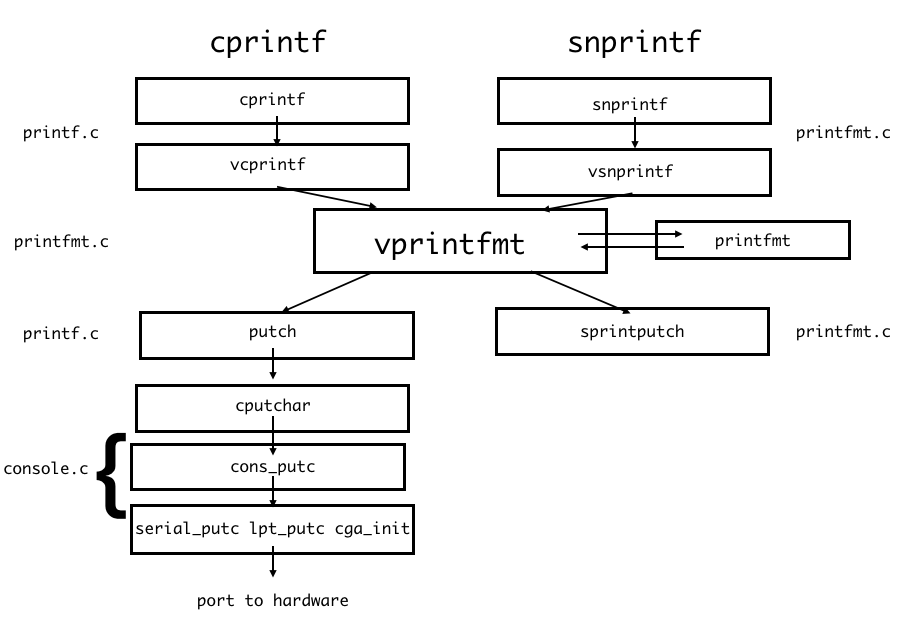 cprintf
snprintf
cprintf
snprintf
printf.c
printfmt.c
vcprintf
vsnprintf
printfmt.c
vprintfmt
printfmt
printf.c
putch
sprintputch
printfmt.c
cputchar
console.c
{
cons_putc
serial_putc lpt_putc cga_init
port to hardware